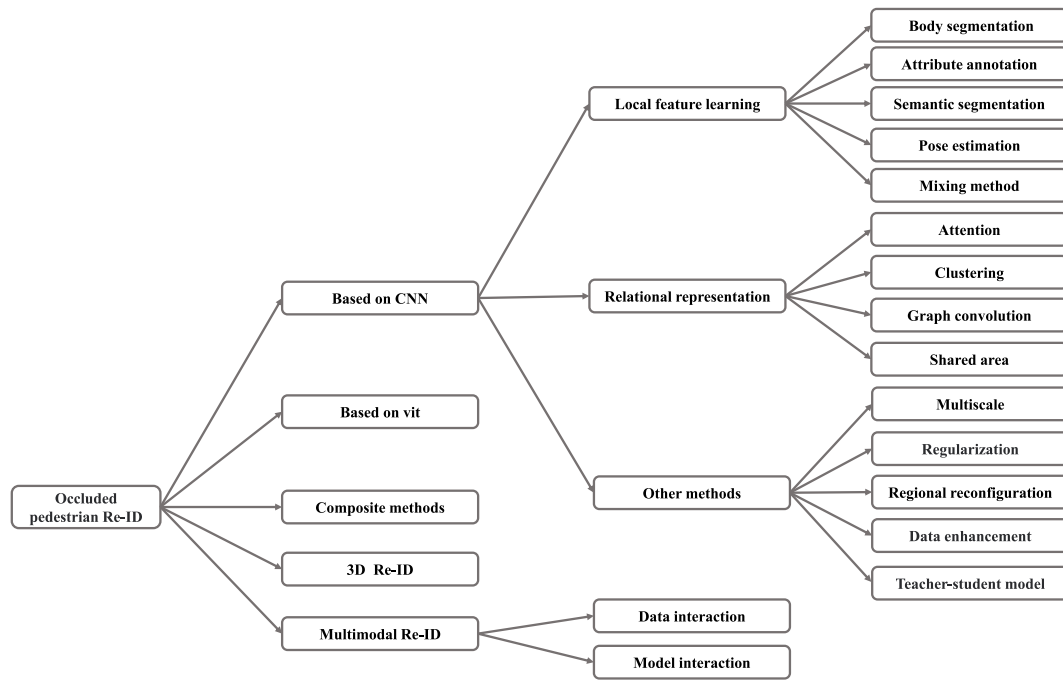 Body segmentation
Attribute annotation
Local feature learning
Semantic segmentation
Pose estimation
Mixing method
Attention
Based on CNN
Relational representation
Clustering
Graph convolution
Shared area
Based on vit
Multiscale
Regularization
Occluded
pedestrian Re-ID
Composite methods
Other methods
Regional reconfiguration
Data enhancement
3D Re-ID
Teacher-student model
Multimodal Re-ID
Data interaction
Model interaction